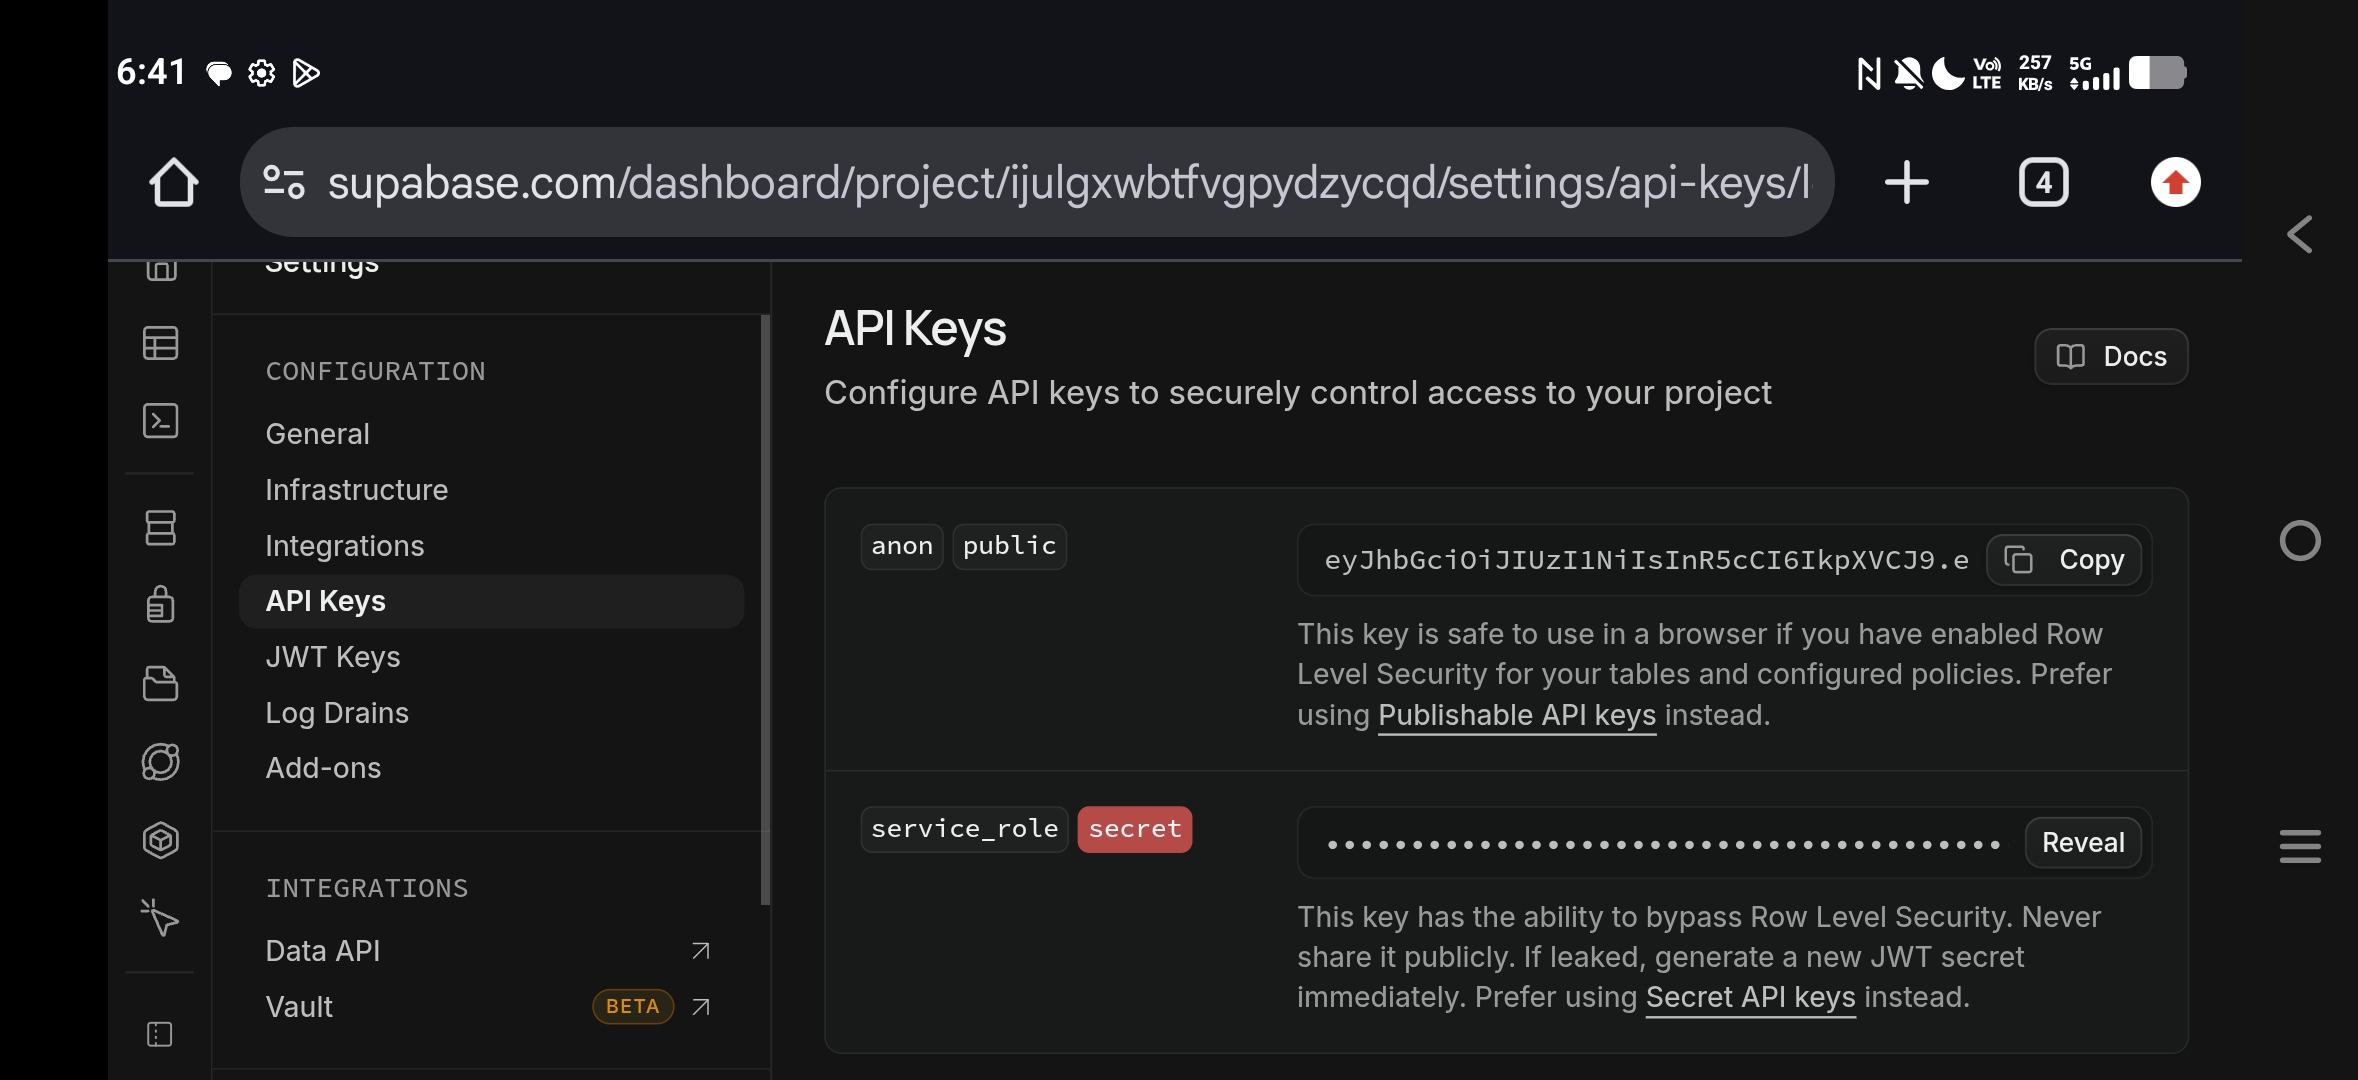 6:41
Vo) LTE
257 KB/s
5G
supabase.com/dashboard/project/ijulgxwbtfvgpydzycqd/settings/api-keys/l
4
Settings
CONFIGURATION
General
Infrastructure
Integrations
API Keys
JWT Keys
Log Drains
Add-ons
INTEGRATIONS
Data API
Vault BETA
API Keys
Configure API keys to securely control access to your project
Docs
anon public
eyJhbGciOiJIUzI1NiIsInR5cCI6IkpXVCJ9.e Copy
This key is safe to use in a browser if you have enabled Row
Level Security for your tables and configured policies. Prefer
using Publishable API keys instead.
service_role secret
•••••••••••••••••••••••••••••••••••••••• Reveal
This key has the ability to bypass Row Level Security. Never
share it publicly. If leaked, generate a new JWT secret
immediately. Prefer using Secret API keys instead.